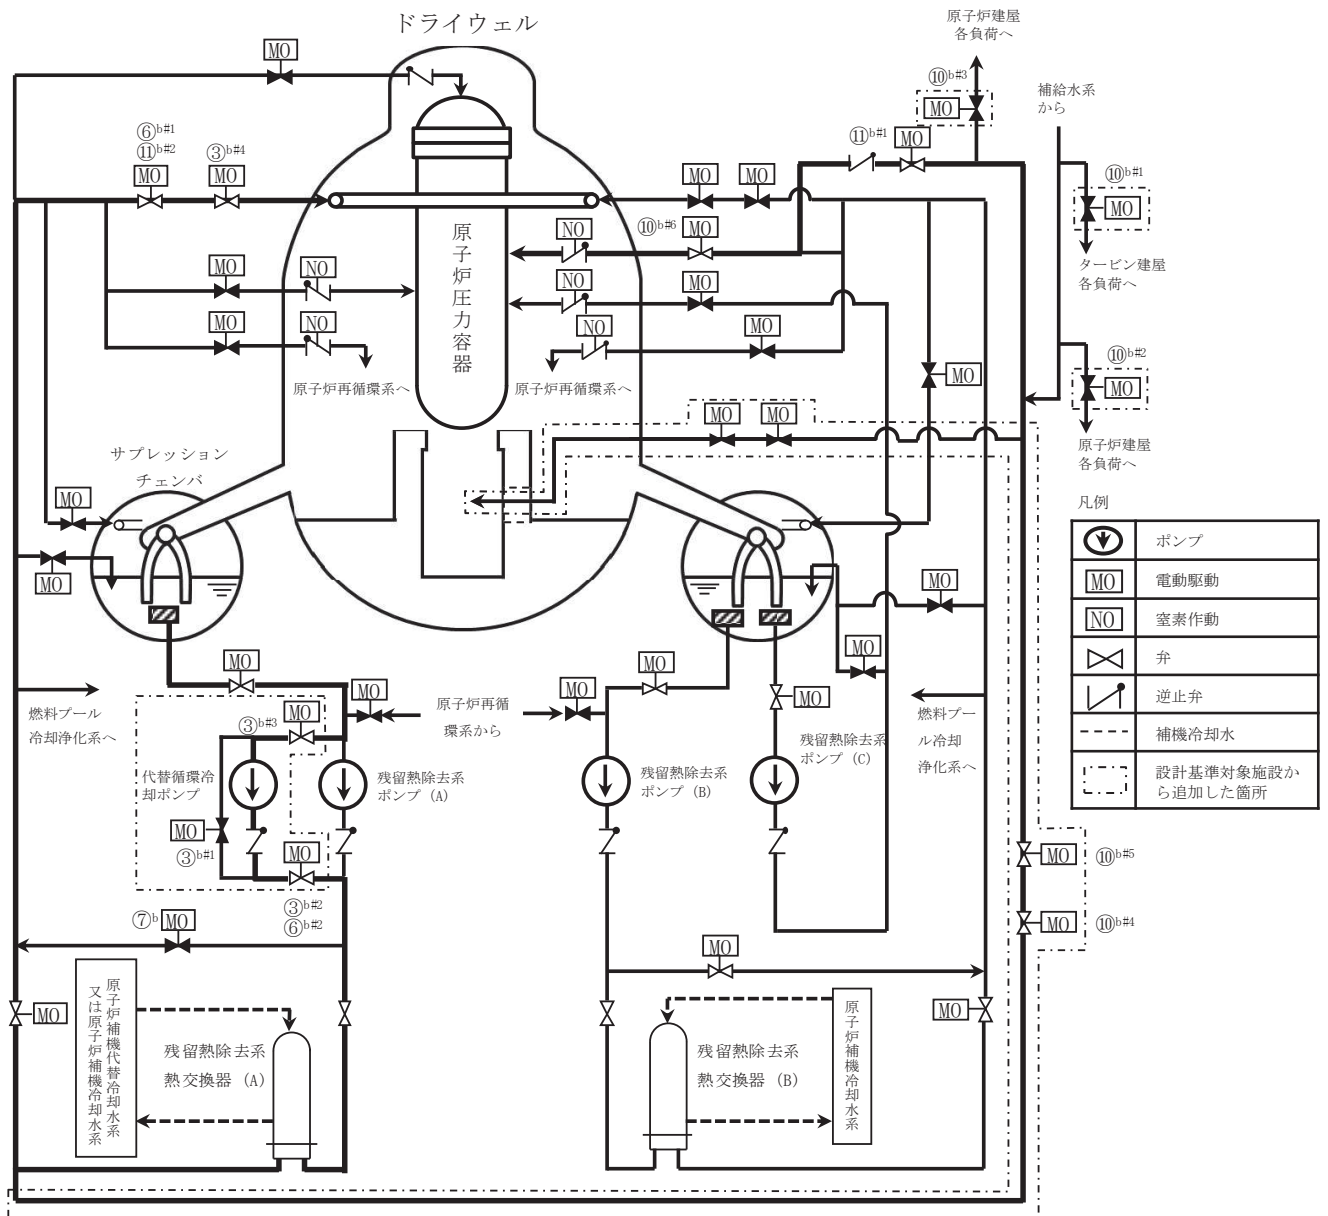 ドライウェル
原子炉建屋
各負荷へ
⑩b#3
MO
MO
補給水系
から
⑥b#1
⑪b#2
③b#4
MO
MO
⑪b#1
MO
⑩b#1
MO
タービン建屋
各負荷へ
MO
MO
⑩b#6
MO
NO
原子炉圧力容器
MO
NO
NO
MO
MO
NO
NO
MO
原子炉再循環系へ
原子炉再循環系へ
MO
⑩b#2
MO
原子炉建屋
各負荷へ
MO
MO
サプレッション
チェンバ
MO
MO
凡例
ポンプ
MO
電動駆動
NO
窒素作動
弁
逆止弁
補機冷却水
設計基準対象施設か
ら追加した箇所
MO
MO
MO
MO
MO
MO
MO
燃料プール
冷却浄化系へ
原子炉再循
環系から
燃料プー
ル冷却
浄化系へ
③b#3
MO
代替循環冷
却ポンプ
残留熱除去系
ポンプ(A)
残留熱除去系
ポンプ(B)
残留熱除去系
ポンプ(C)
MO
③b#1
MO
③b#2
⑥b#2
MO
⑩b#5
MO
⑩b#4
⑦b
MO
MO
原子炉補機代替冷却水系
又は原子炉補機冷却水系
MO
残留熱除去系
熱交換器(A)
残留熱除去系
熱交換器(B)
原子炉補機冷却水系
MO